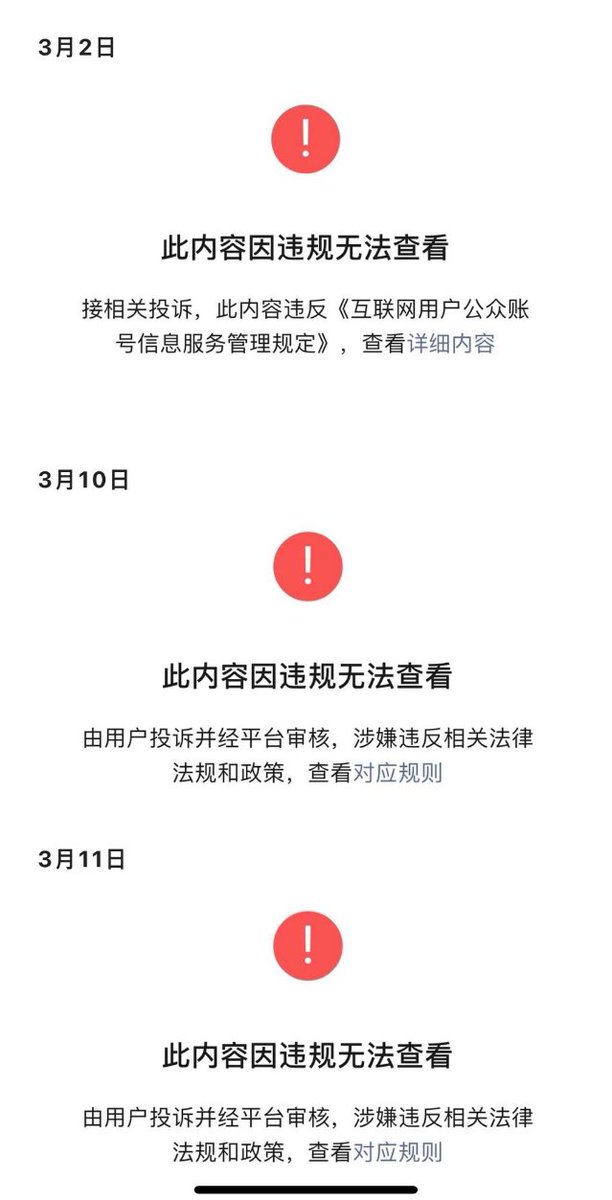 3月2日
此内容因违规无法查看
接相关投诉，此内容违反《互联网用户公众账
号信息服务管理规定》，查看详细内容
3月10日
此内容因违规无法查看
由用户投诉并经平台审核，涉嫌违反相关法律
法规和政策，查看对应规则
3月11日
此内容因违规无法查看
由用户投诉并经平台审核，涉嫌违反相关法律
法规和政策，查看对应规则